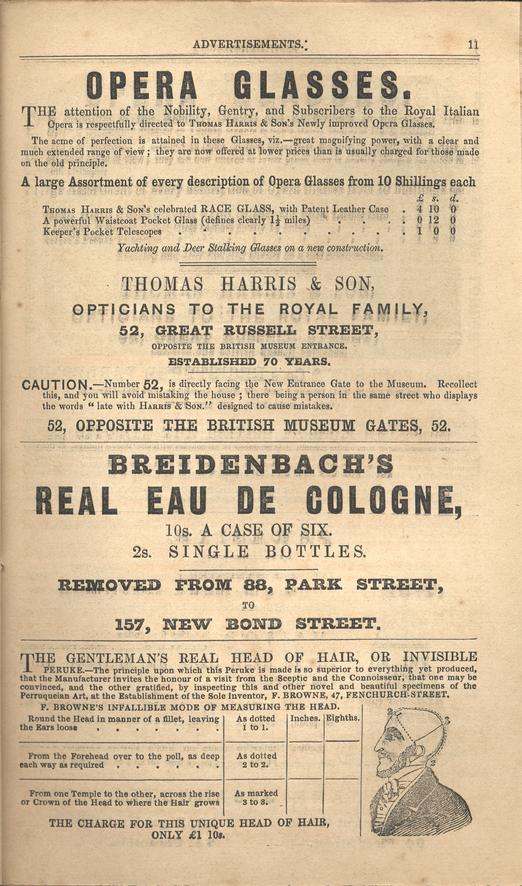 ADVERTISEMENTS.
11
OPERA GLASSES.
THE attention of the Nobility, Gentry, and Subscribers to the Royal Italian
Opera is respectfully directed to THOMAS HARRIS & SON'S Newly improved Opera Glasses.
The acme of perfection is attained in these Glasses, viz.—great magnifying power, with a clear and
much extended range of view; they are now offered at lower prices than is usually charged for those made
on the old principle.
A large Assortment of every description of Opera Glasses from 10 Shillings each
£ s. d.
THOMAS HARRIS & SON'S celebrated RACE GLASS, with Patent Leather Case . 4 10 0
A powerful Waistcoat Pocket Glass (defines clearly 1½ miles) . . . . . 0 12 0
Keeper's Pocket Telescopes . . . . . . . . . . 1 0 0
Yachting and Deer Stalking Glasses on a new construction.
THOMAS HARRIS & SON,
OPTICIANS TO THE ROYAL FAMILY,
52, GREAT RUSSELL STREET,
OPPOSITE THE BRITISH MUSEUM ENTRANCE.
ESTABLISHED 70 YEARS.
CAUTION.—Number 52, is directly facing the New Entrance Gate to the Museum. Recollect
this, and you will avoid mistaking the house; there being a person in the same street who displays
the words "late with HARRIS & SON." designed to cause mistakes.
52, OPPOSITE THE BRITISH MUSEUM GATES, 52.
BREIDENBACH'S
REAL EAU DE COLOGNE,
10s. A CASE OF SIX.
2s. SINGLE BOTTLES.
REMOVED FROM 88, PARK STREET,
TO
157, NEW BOND STREET.
THE GENTLEMAN'S REAL HEAD OF HAIR, OR INVISIBLE
PERUKE.—The principle upon which this Peruke is made is so superior to everything yet produced,
that the Manufacturer invites the honour of a visit from the Sceptic and the Connoisseur, that one may be
convinced, and the other gratified, by inspecting this and other novel and beautiful specimens of the
Perruqueian Art, at the Establishment of the Sole Inventor, F. BROWNE, 47, FENCHURCH-STREET.
F. BROWNE'S INFALLIBLE MODE OF MEASURING THE HEAD.
Round the Head in manner of a fillet, leaving As dotted Inches. Eighths.
the Ears loose . . . . . . 1 to 1.
From the Forehead over to the poll, as deep As dotted
each way as required . . . . . 2 to 2.
From one Temple to the other, across the rise As marked
or Crown of the Head to where the Hair grows 3 to 3.
THE CHARGE FOR THIS UNIQUE HEAD OF HAIR,
ONLY £1 10s.